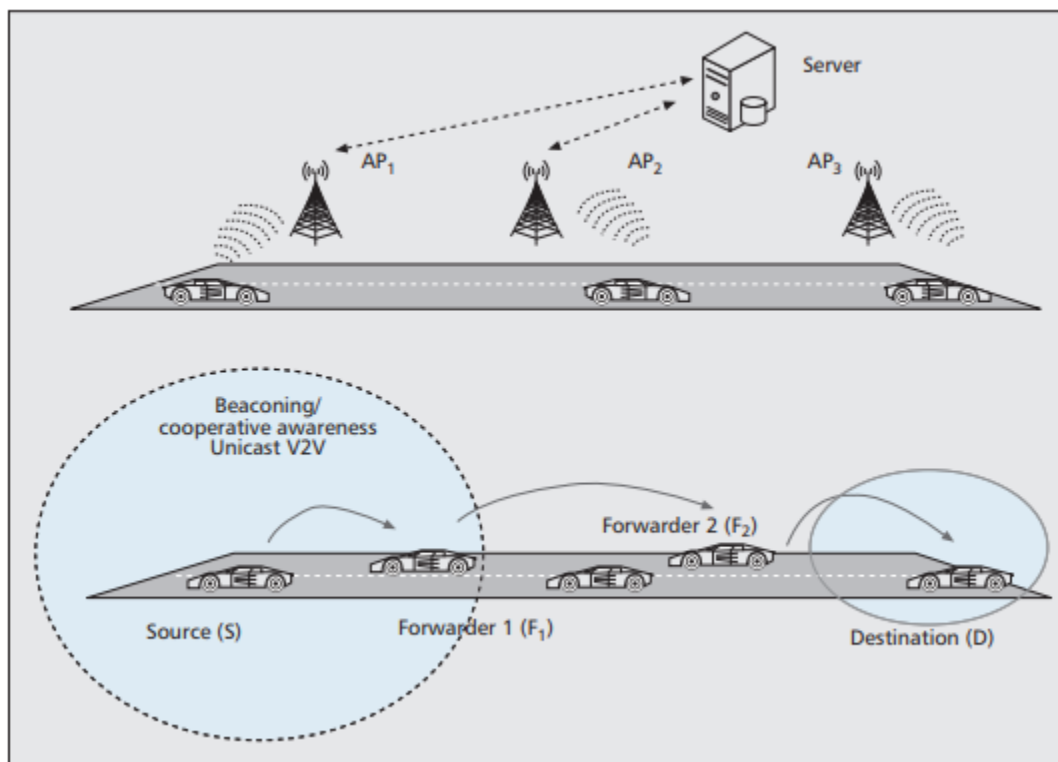 Server
AP₁
AP₂
AP₃
Beaconing/
cooperative awareness
Unicast V2V
Forwarder 2 (F₂)
Source (S)
Forwarder 1 (F₁)
Destination (D)